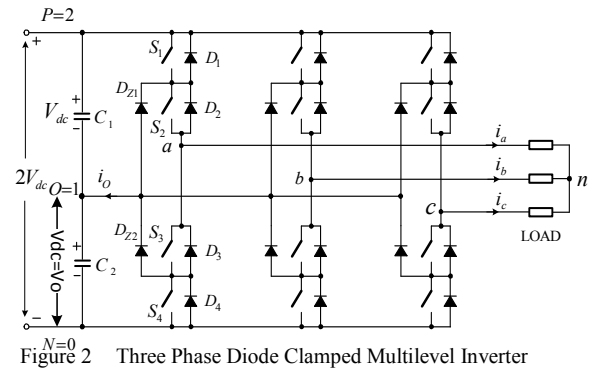 P=2
S1
D1
DZ1
Vdc
C1
S2
D2
a
ia
2Vdc
O=1
iO
b
ib
n
c
ic
DZ2
S3
D3
LOAD
Vdc=Vo
C2
S4
D4
N=0
Figure 2 Three Phase Diode Clamped Multilevel Inverter